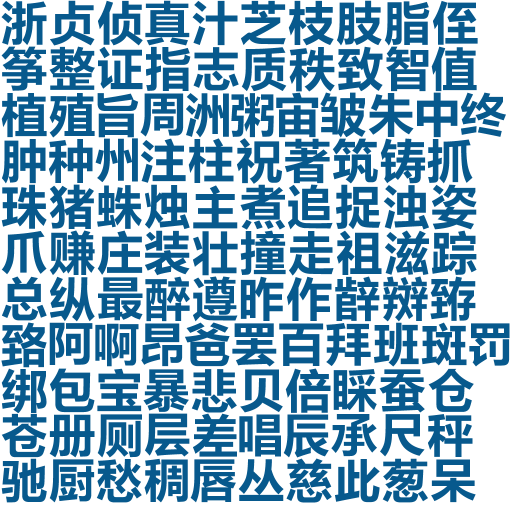 浙贞侦真汁芝枝肢脂侄
筝整证指志质秩致智值
植殖旨周洲粥宙皱朱中终
肿种州注柱祝著筑铸抓
珠猪蛛烛主煮追捉浊姿
爪赚庄装壮撞走祖滋踪
总纵最醉遵昨作辥辧臶
臵阿啊昂爸罢百拜班斑罚
绑包宝暴悲贝倍睬蚕仓
苍册厕层差唱辰承尺秤
驰厨愁稠唇丛慈此葱呆